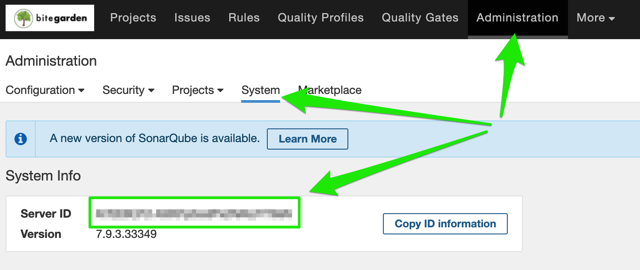 bitegarden Projects Issues Rules Quality Profiles Quality Gates Administration More
Administration
Configuration Security Projects System Marketplace
A new version of SonarQube is available. Learn More
System Info
Server ID
Copy ID information
Version 7.9.3.33349